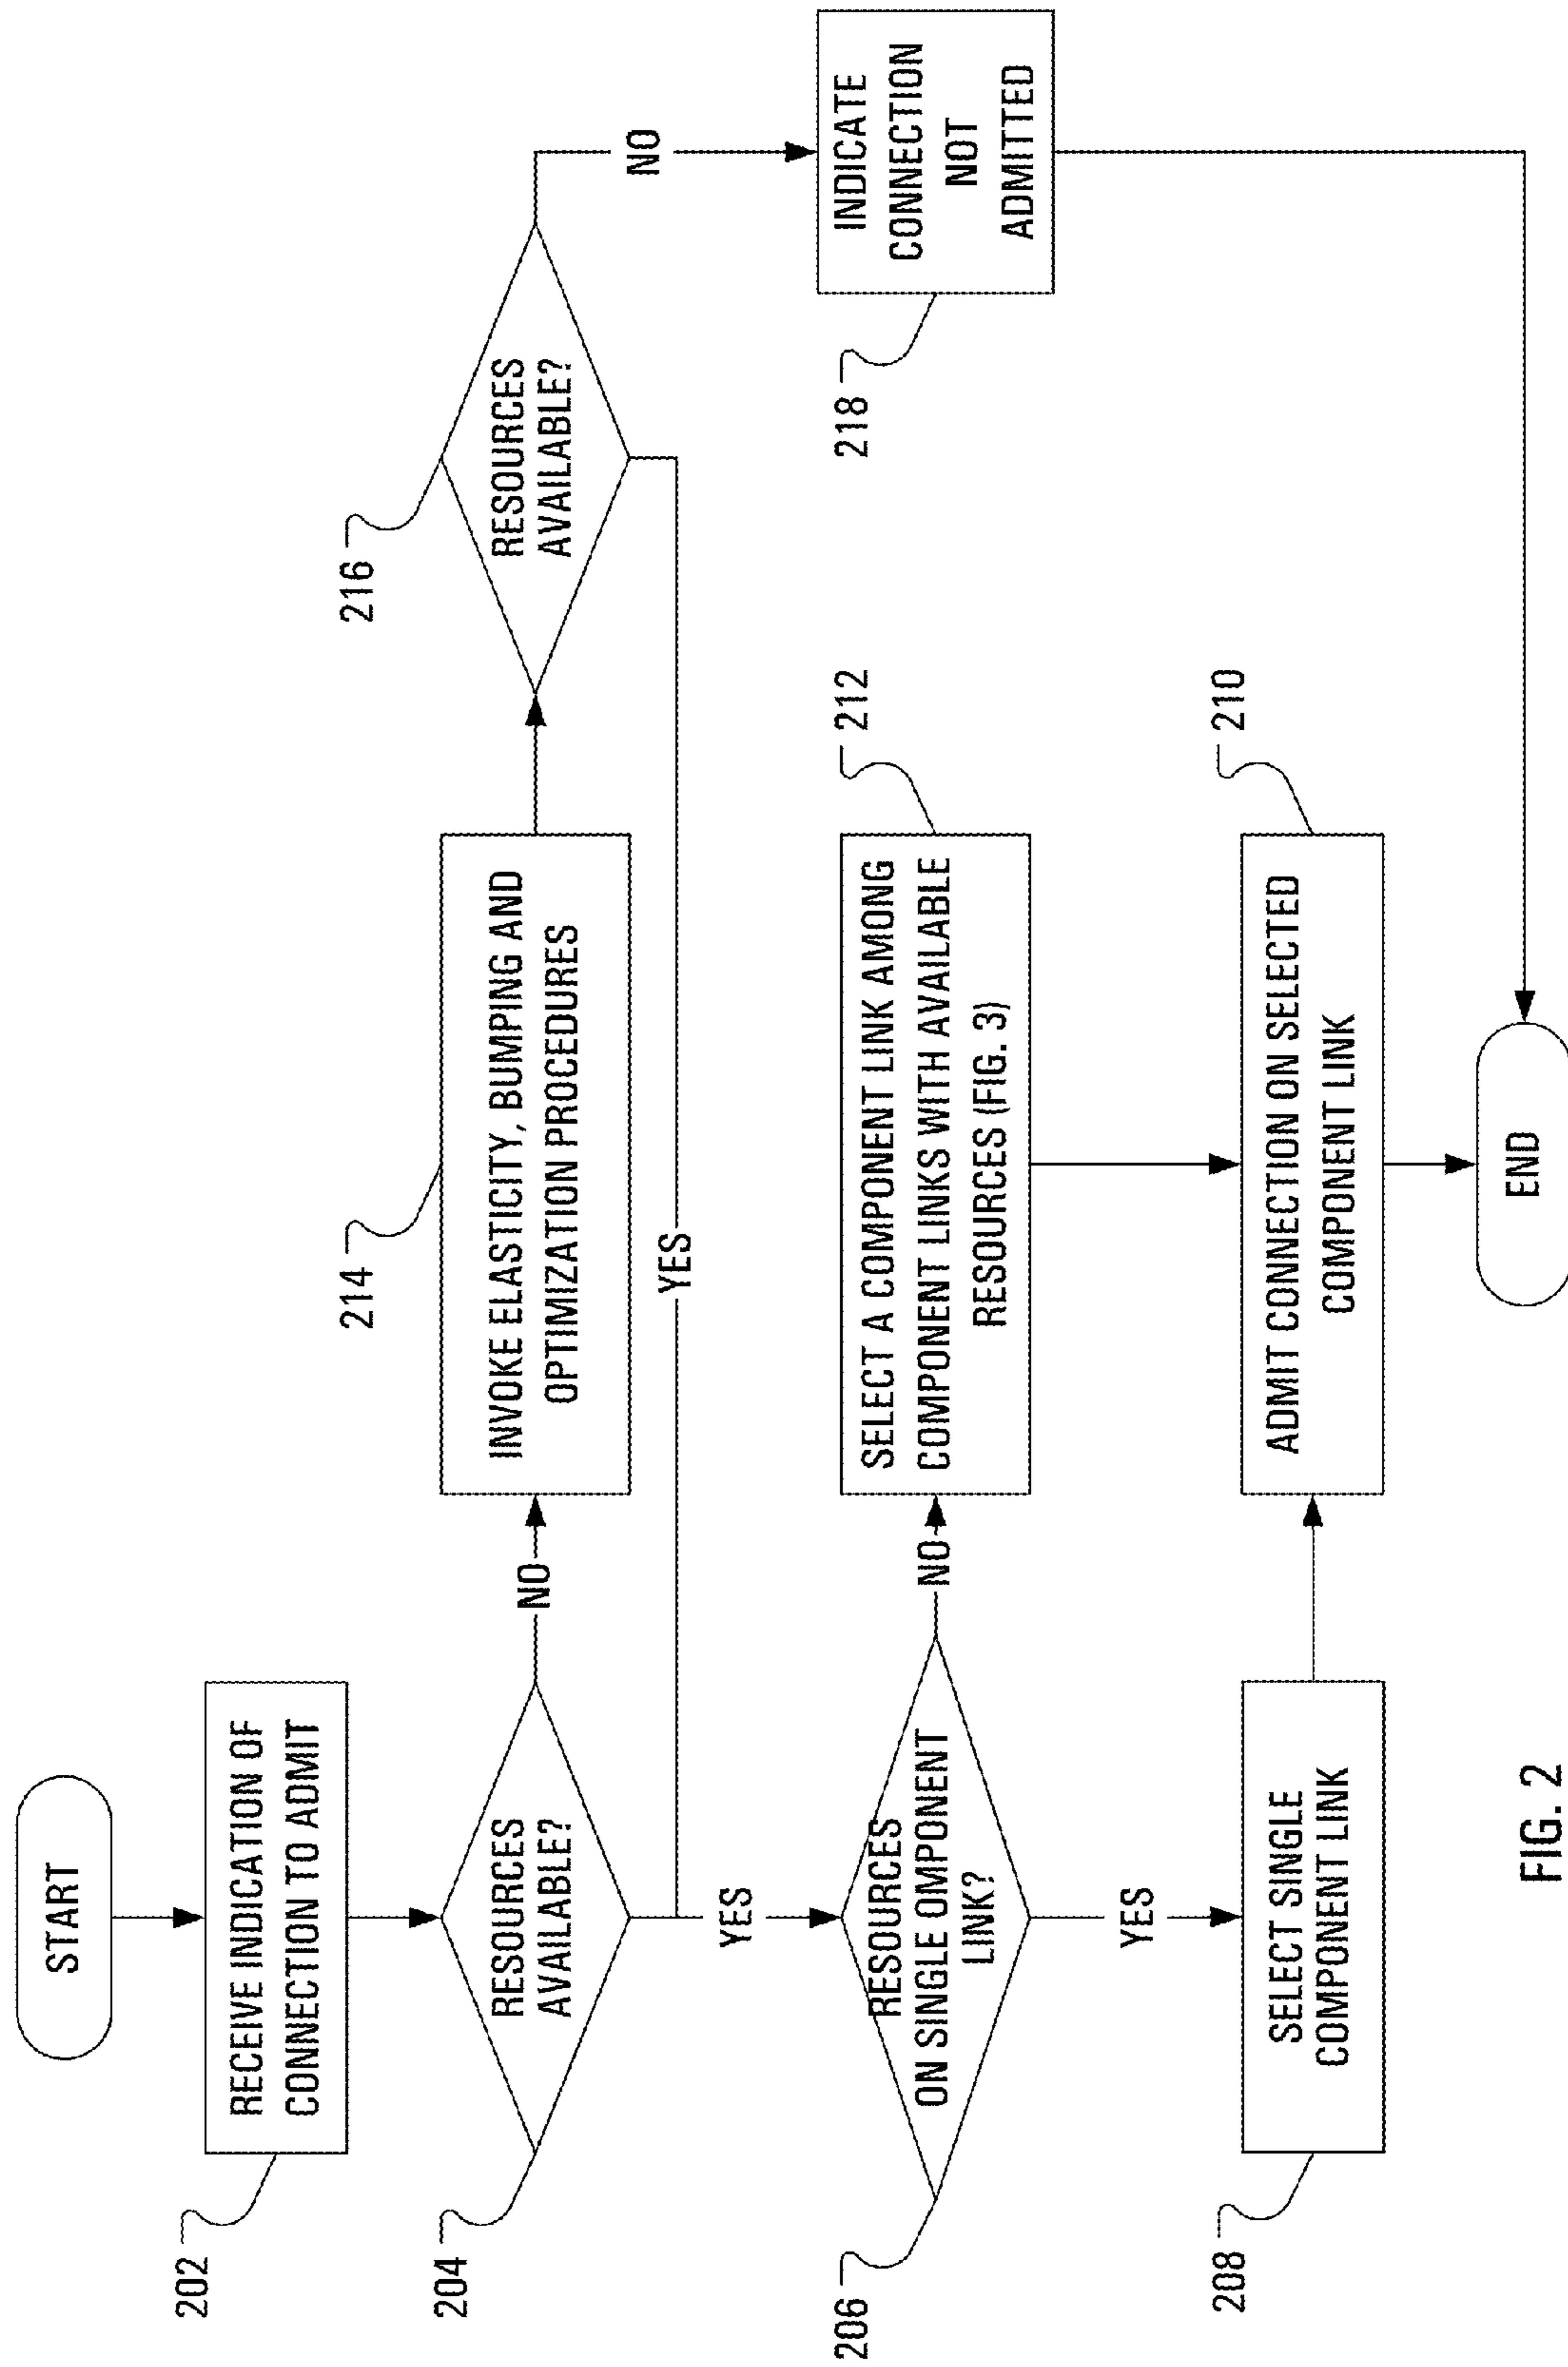 START
202
RECEIVE INDICATION OF
CONNECTION TO ADMIT
204
RESOURCES
AVAILABLE?
NO
214
INVOKE ELASTICITY, BUMPING AND
OPTIMIZATION PROCEDURES
216
RESOURCES
AVAILABLE?
NO
YES
YES
218
INDICATE
CONNECTION
NOT
ADMITTED
206
RESOURCES
ON SINGLE OMPONENT
LINK?
NO
212
SELECT A COMPONENT LINK AMONG
COMPONENT LINKS WITH AVAILABLE
RESOURCES (FIG. 3)
YES
208
SELECT SINGLE
COMPONENT LINK
210
ADMIT CONNECTION ON SELECTED
COMPONENT LINK
END
FIG. 2